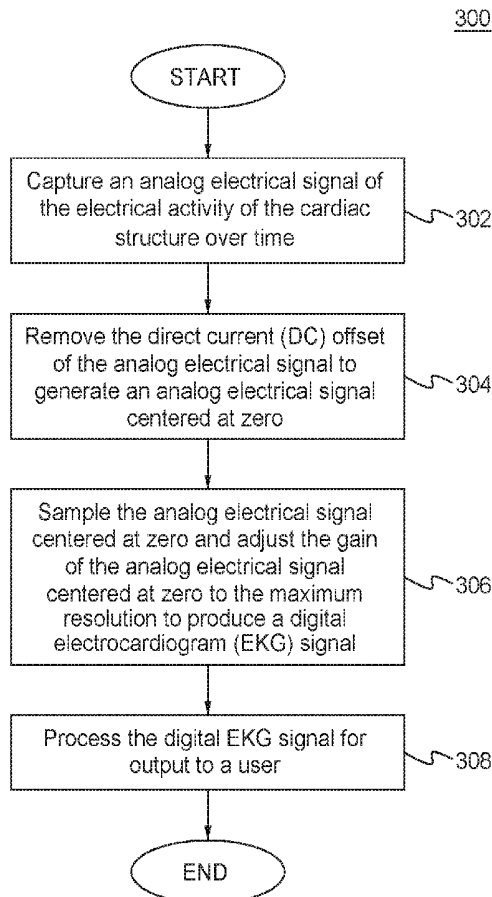 300
START
Capture an analog electrical signal of
the electrical activity of the cardiac
structure over time
302
Remove the direct current (DC) offset
of the analog electrical signal to
generate an analog electrical signal
centered at zero
304
Sample the analog electrical signal
centered at zero and adjust the gain
of the analog electrical signal
centered at zero to the maximum
resolution to produce a digital
electrocardiogram (EKG) signal
306
Process the digital EKG signal for
output to a user
308
END